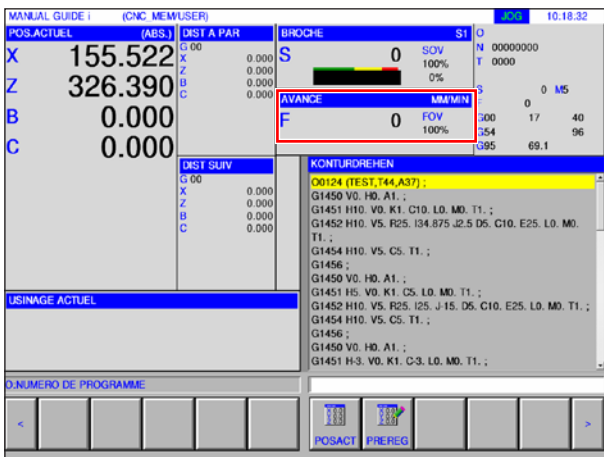 MANUAL GUIDE i (CNC_MEM/USER) JOG 10:18.32
POS.ACTUEL (ABS.)
X 155.522
Z 326.390
B 0.000
C 0.000
DIST A PAR
G 00
X 0.000
Z 0.000
B 0.000
C 0.000
DIST SUIV
G 00
X 0.000
Z 0.000
B 0.000
C 0.000
BROCHE S1
S 0 SOV
100%
0%
AVANCE MM/MIN
F 0 FOV
100%
O
N 00000000
T 0000
S 0 M5
0
G00 17 40
G54 96
G95 69.1
USINAGE ACTUEL
KONTURDREHEN
O0124 (TEST,T44,A37) ;
G1450 V0. H0. A1. ;
G1451 H10. V0. K1. C10. L0. M0. T1. ;
G1452 H10. V5. R25. I34.875 J2.5 D5. C10. E25. L0. M0.
T1. ;
G1454 H10. V5. C5. T1. ;
G1456 ;
G1450 V0. H0. A1. ;
G1451 H5. V0. K1. C5. L0. M0. T1. ;
G1452 H10. V5. R25. I25. J-15. D5. C10. E25. L0. M0. T1. ;
G1454 H10. V5. C5. T1. ;
G1456 ;
G1450 V0. H0. A1. ;
G1451 H-3. V0. K1. C-3. L0. M0. T1. ;
O:NUMERO DE PROGRAMME
< POSACT PREREG >